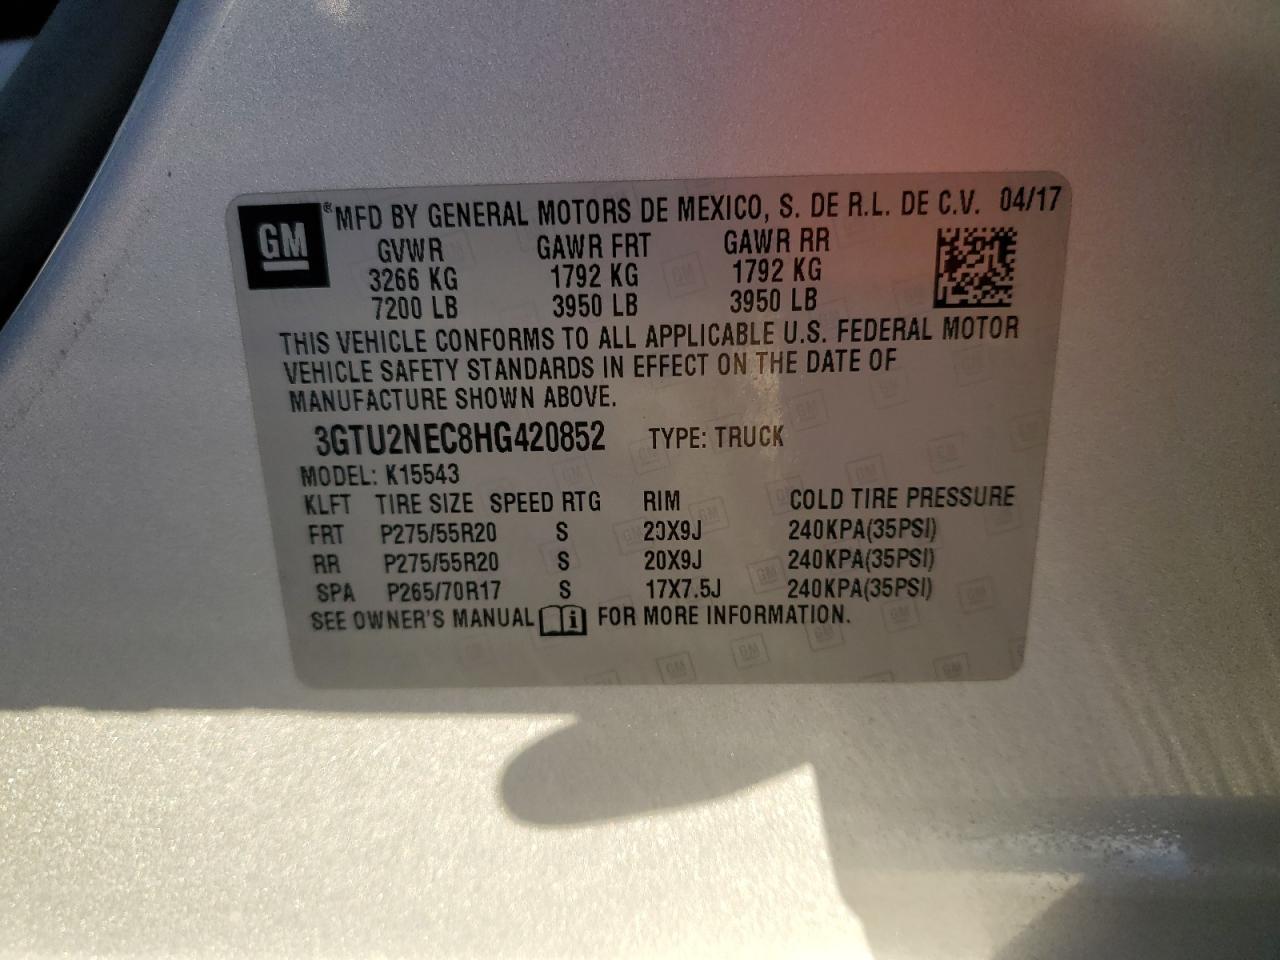 GM ® MFD BY GENERAL MOTORS DE MEXICO, S. DE R.L. DE C.V. 04/17
GVWR GAWR FRT GAWR RR
3266 KG 1792 KG 1792 KG
7200 LB 3950 LB 3950 LB
THIS VEHICLE CONFORMS TO ALL APPLICABLE U.S. FEDERAL MOTOR
VEHICLE SAFETY STANDARDS IN EFFECT ON THE DATE OF
MANUFACTURE SHOWN ABOVE.
3GTU2NEC8HG420852 TYPE: TRUCK
MODEL: K15543
KLFT TIRE SIZE SPEED RTG RIM COLD TIRE PRESSURE
FRT P275/55R20 S 20X9J 240KPA(35PSI)
RR P275/55R20 S 20X9J 240KPA(35PSI)
SPA P265/70R17 S 17X7.5J 240KPA(35PSI)
SEE OWNER'S MANUAL i FOR MORE INFORMATION.